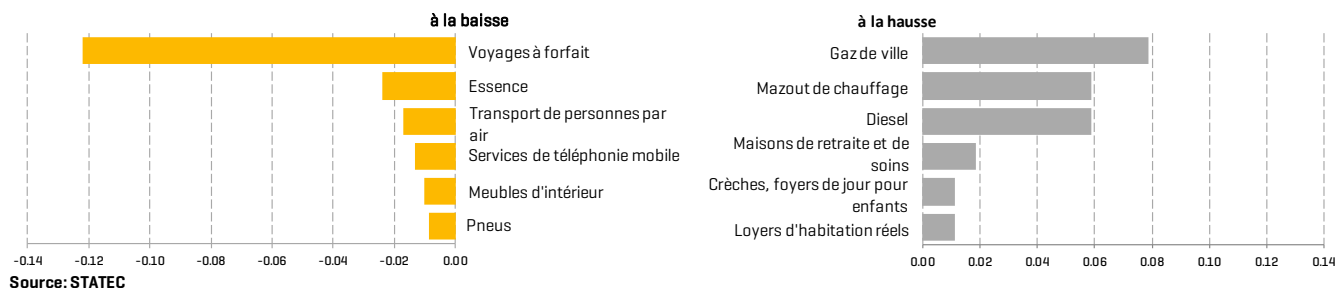 à la baisse
Voyages à forfait
Essence
Transport de personnes par
air
Services de téléphonie mobile
Meubles d'intérieur
Pneus
-0.14 -0.12 -0.10 -0.08 -0.06 -0.04 -0.02 0.00
à la hausse
Gaz de ville
Mazout de chauffage
Diesel
Maisons de retraite et de
soins
Crèches, foyers de jour pour
enfants
Loyers d'habitation réels
0.00 0.02 0.04 0.06 0.08 0.10 0.12 0.14
Source: STATEC